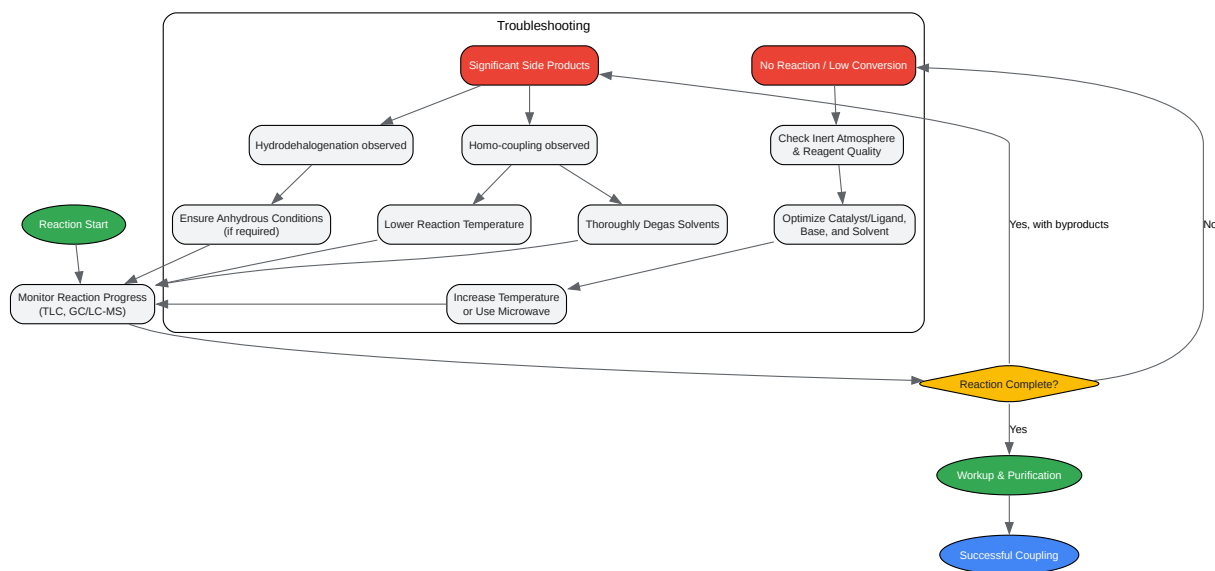 Troubleshooting
Significant Side Products
No Reaction / Low Conversion
Hydrodehalogenation observed
Homo-coupling observed
Check Inert Atmosphere
& Reagent Quality
Reaction Start
Ensure Anhydrous Conditions
(if required)
Lower Reaction Temperature
Thoroughly Degas Solvents
Optimize Catalyst/Ligand,
Base, and Solvent
Yes, with byproducts
No
Monitor Reaction Progress
(TLC, GC/LC-MS)
Increase Temperature
or Use Microwave
Reaction Complete?
Yes
Workup & Purification
Successful Coupling